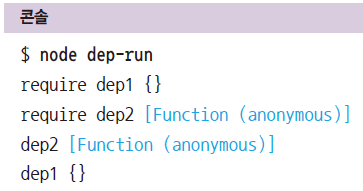 콘솔
$ node dep-run
require dep1 {}
require dep2 [Function (anonymous)]
dep2 [Function (anonymous)]
dep1 {}